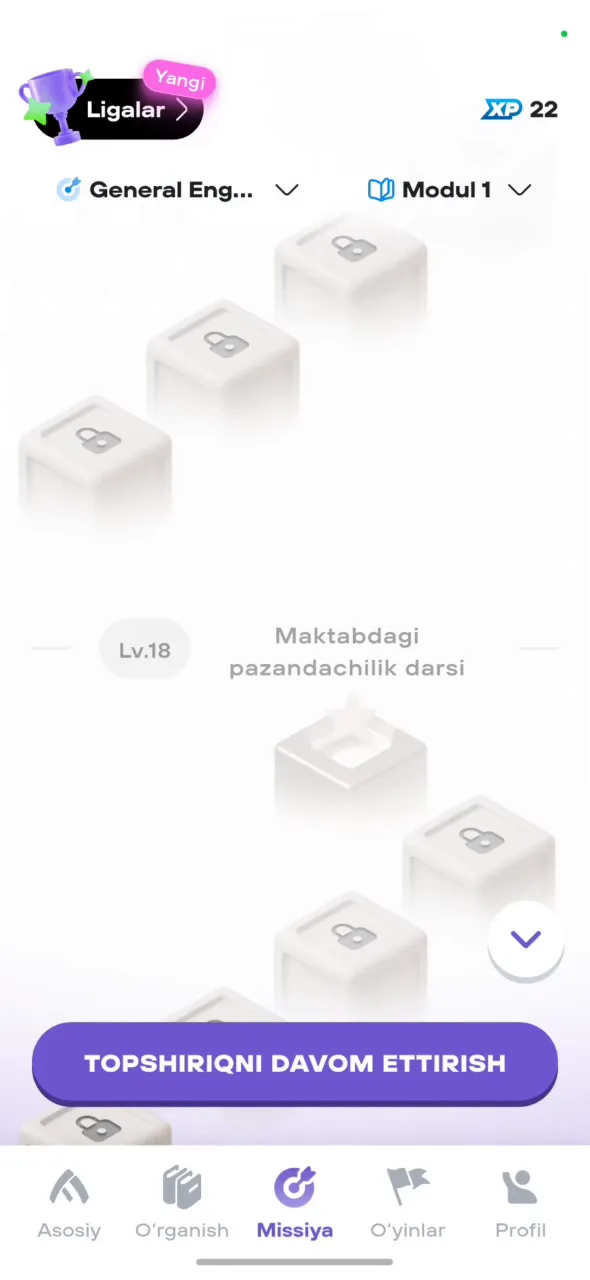 Yangi
Ligalar
XP 22
General Eng...
Modul 1
Lv.18
Maktabdagi
pazandachilik darsi
TOPSHIRIQNI DAVOM ETTIRISH
Asosiy
O‘rganish
Missiya
O‘yinlar
Profil